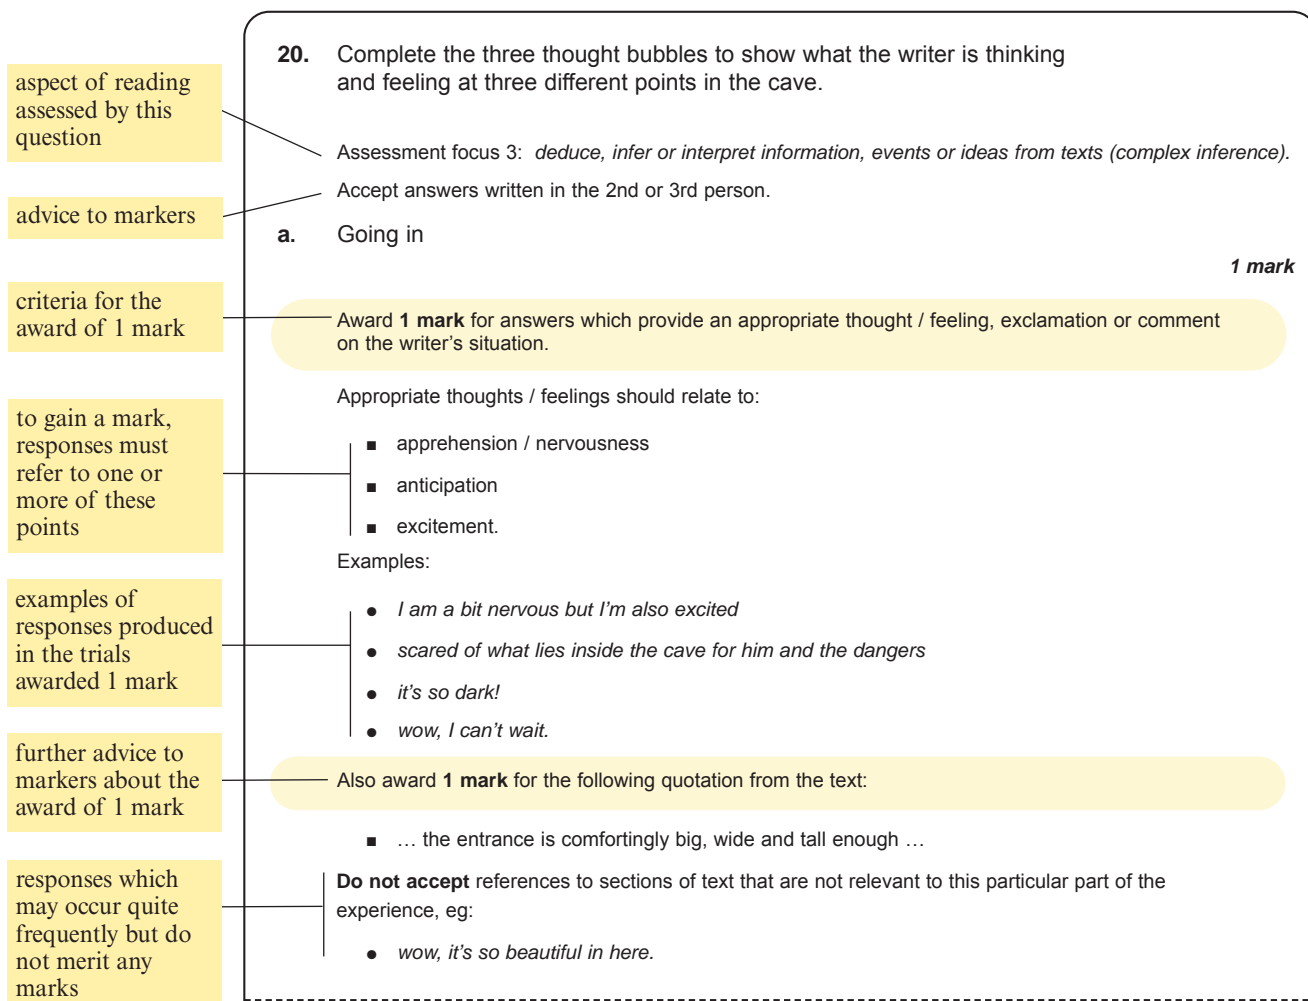 20. Complete the three thought bubbles to show what the writer is thinking
and feeling at three different points in the cave.
aspect of reading
assessed by this
question
Assessment focus 3: deduce, infer or interpret information, events or ideas from texts (complex inference).
advice to markers
Accept answers written in the 2nd or 3rd person.
a. Going in
1 mark
criteria for the
award of 1 mark
Award 1 mark for answers which provide an appropriate thought / feeling, exclamation or comment
on the writer's situation.
Appropriate thoughts / feelings should relate to:
to gain a mark,
responses must
refer to one or
more of these
points
■ apprehension / nervousness
■ anticipation
■ excitement.
Examples:
examples of
responses produced
in the trials
awarded 1 mark
● I am a bit nervous but I'm also excited
● scared of what lies inside the cave for him and the dangers
● it's so dark!
● wow, I can't wait.
further advice to
markers about the
award of 1 mark
Also award 1 mark for the following quotation from the text:
■ … the entrance is comfortingly big, wide and tall enough …
responses which
may occur quite
frequently but do
not merit any
marks
Do not accept references to sections of text that are not relevant to this particular part of the
experience, eg:
● wow, it's so beautiful in here.